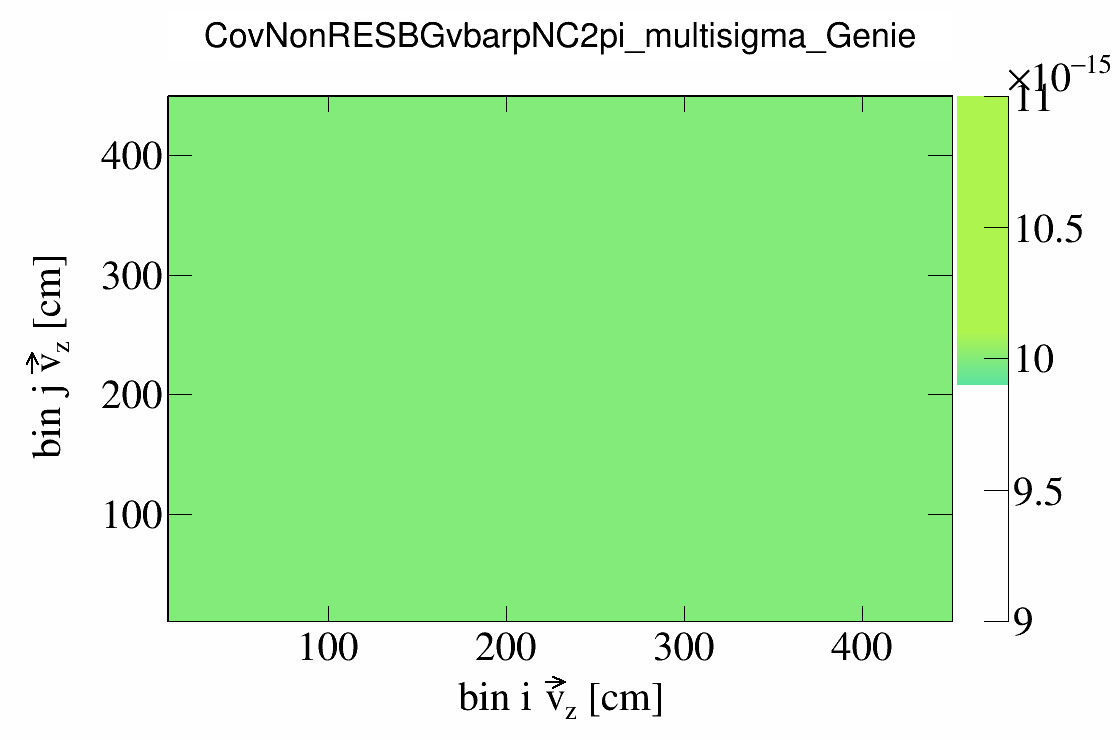 CovNonRESBGvbarpNC2pi_multisigma_Genie
×10⁻¹⁵
11
10.5
10
9.5
9
400
300
200
100
bin j v⃗z [cm]
100 200 300 400
bin i v⃗z [cm]